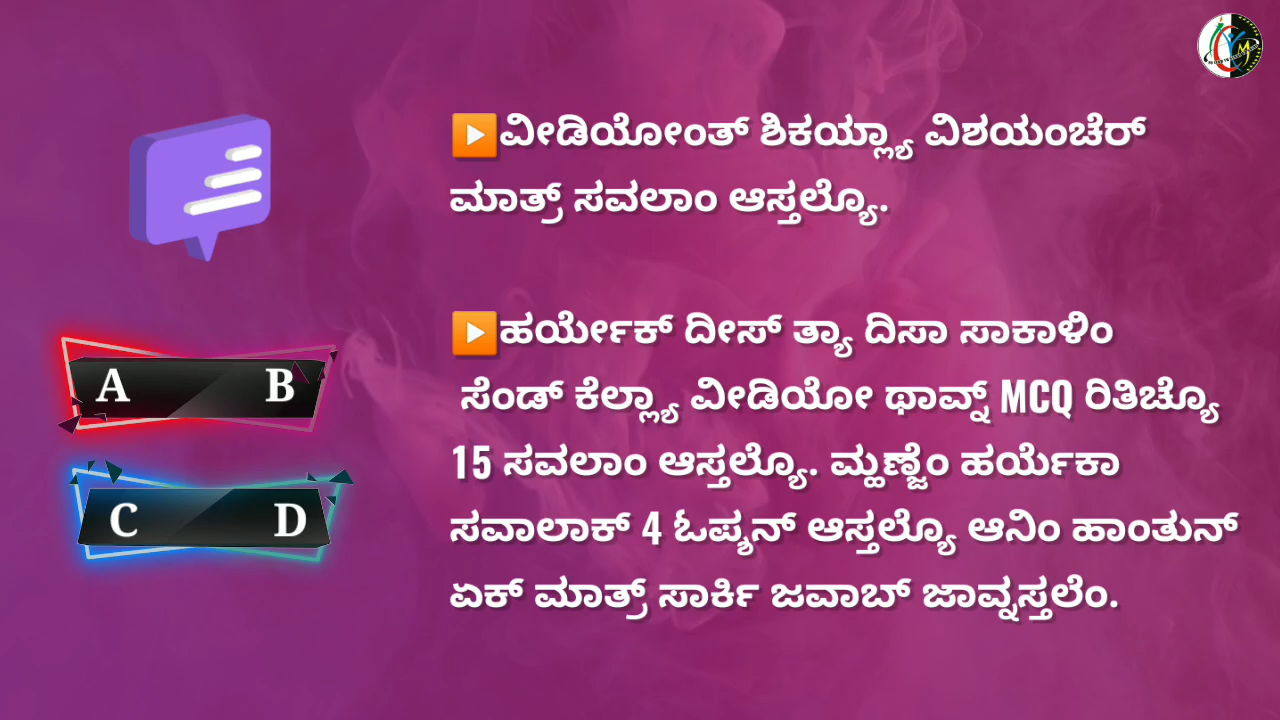 ▶️ವೀಡಿಯೋಂತ್ ಶಿಕಯ್ಲ್ಯಾ ವಿಶಯಂಚೆರ್
ಮಾತ್ರ್ ಸವಲಾಂ ಆಸ್ತಲ್ಯೊ.
▶️ಹರ್ಯೇಕ್ ದೀಸ್ ತ್ಯಾ ದಿಸಾ ಸಾಕಾಳಿಂ
ಸೆಂಡ್ ಕೆಲ್ಲ್ಯಾ ವೀಡಿಯೋ ಥಾವ್ನ್ MCQ ರಿತಿಚ್ಯೊ
15 ಸವಲಾಂ ಆಸ್ತಲ್ಯೊ. ಮ್ಹಣ್ಜೆಂ ಹರ್ಯೆಕಾ
ಸವಾಲಾಕ್ 4 ಓಪ್ಶನ್ ಆಸ್ತಲ್ಯೊ ಆನಿಂ ಹಾಂತುನ್
ಏಕ್ ಮಾತ್ರ್ ಸಾರ್ಕಿ ಜವಾಬ್ ಜಾವ್ನಸ್ತಲೆಂ.
A B
C D